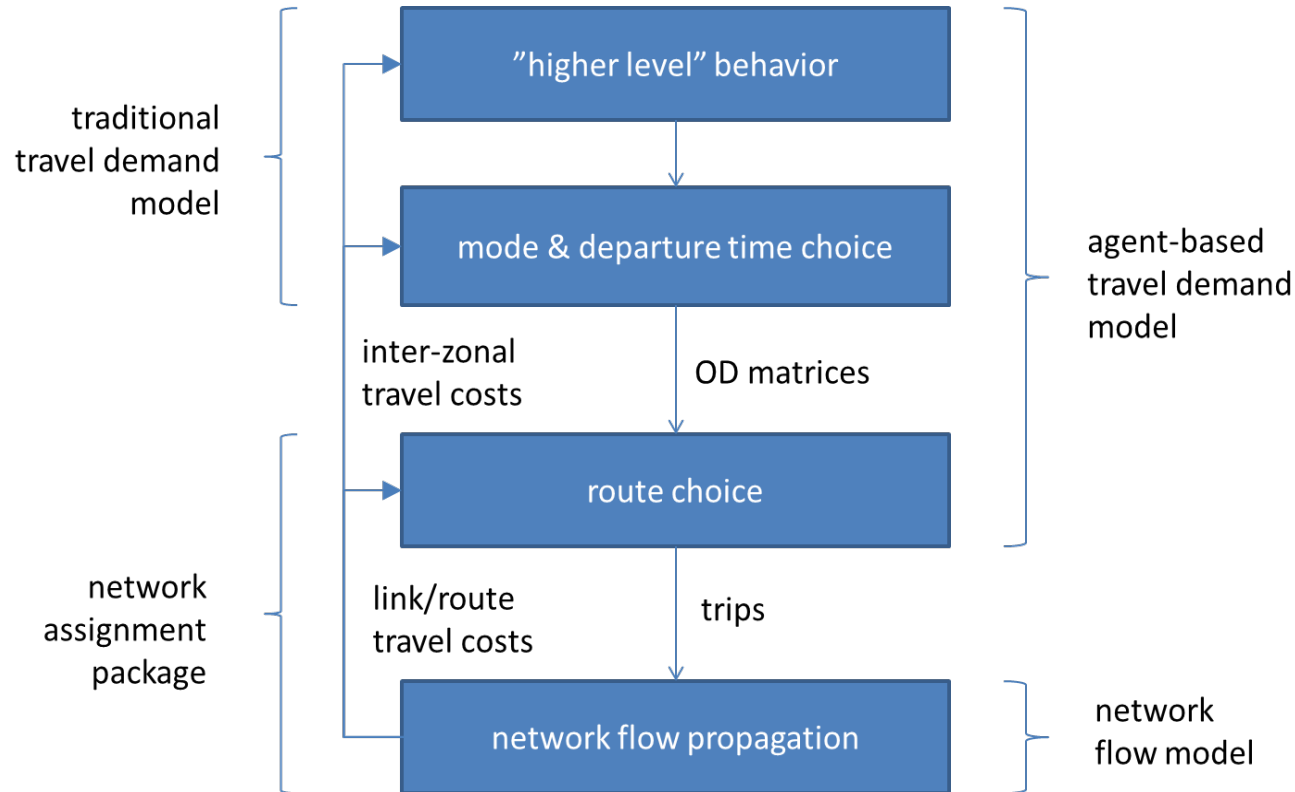 ”higher level” behavior
traditional
travel demand
model
mode & departure time choice
agent-based
travel demand
model
inter-zonal
travel costs
OD matrices
route choice
network
assignment
package
link/route
travel costs
trips
network flow propagation
network
flow model